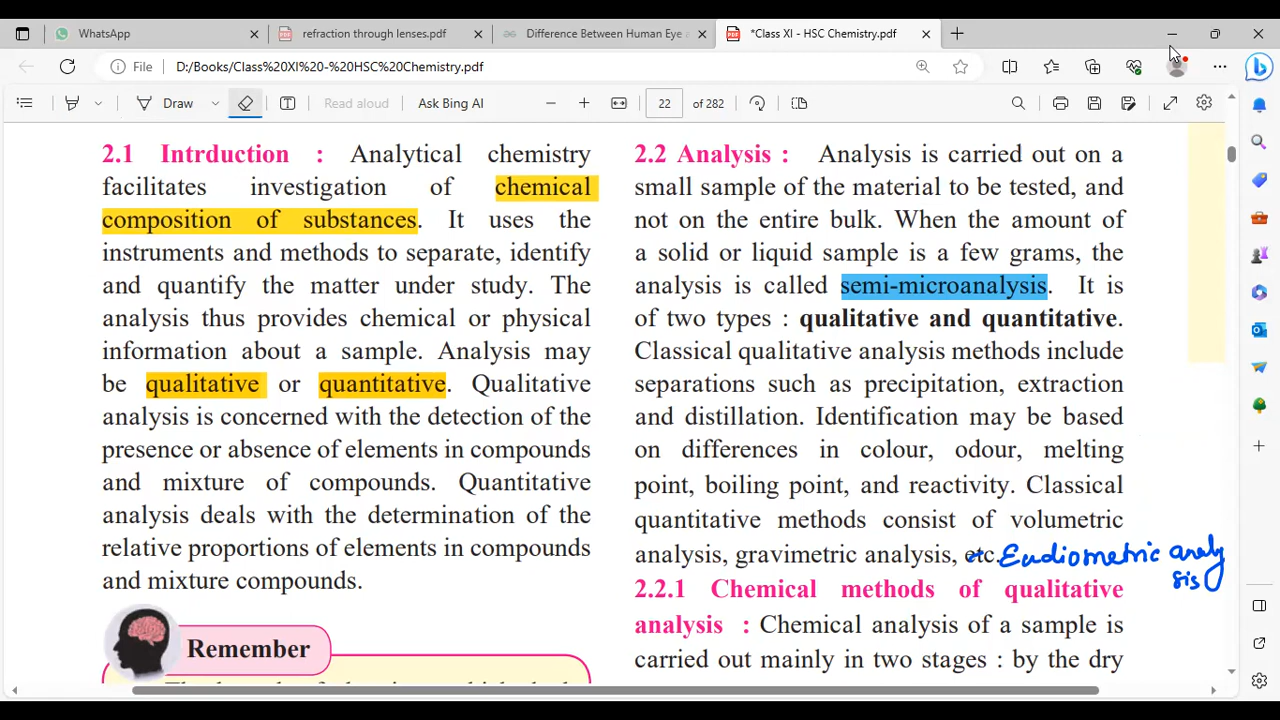 WhatsApp
refraction through lenses.pdf
Difference Between Human Eye a
*Class XI - HSC Chemistry.pdf
File D:/Books/Class%20XI%20-%20HSC%20Chemistry.pdf
Draw
Read aloud
Ask Bing AI
22 of 282
2.1 Intrduction : Analytical chemistry
facilitates investigation of chemical
composition of substances. It uses the
instruments and methods to separate, identify
and quantify the matter under study. The
analysis thus provides chemical or physical
information about a sample. Analysis may
be qualitative or quantitative. Qualitative
analysis is concerned with the detection of the
presence or absence of elements in compounds
and mixture of compounds. Quantitative
analysis deals with the determination of the
relative proportions of elements in compounds
and mixture compounds.
Remember
2.2 Analysis : Analysis is carried out on a
small sample of the material to be tested, and
not on the entire bulk. When the amount of
a solid or liquid sample is a few grams, the
analysis is called semi-microanalysis. It is
of two types : qualitative and quantitative.
Classical qualitative analysis methods include
separations such as precipitation, extraction
and distillation. Identification may be based
on differences in colour, odour, melting
point, boiling point, and reactivity. Classical
quantitative methods consist of volumetric
analysis, gravimetric analysis, etc. Eudiometric analy
sis
2.2.1 Chemical methods of qualitative
analysis : Chemical analysis of a sample is
carried out mainly in two stages : by the dry